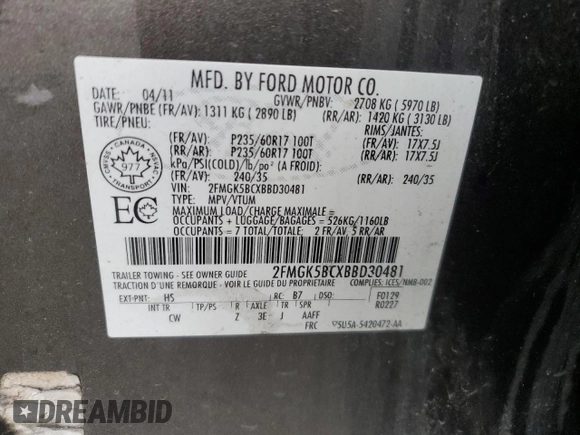 MFD. BY FORD MOTOR CO.
DATE: 04/11 GVWR/PNBV: 2708 KG ( 5970 LB)
GAWR/PNBE (FR/AV): 1311 KG ( 2890 LB) (RR/AR): 1420 KG ( 3130 LB)
TIRE/PNEU: RIMS/JANTES:
(FR/AV) P235/60R17 100T (FR/AV): 17X7.5J
(RR/AR) P235/60R17 100T (RR/AR): 17X7.5J
kPa/PSI(COLD)/lb/po² (A FROID):
(FR/AV): 240/35 (RR/AR): 240/35
CANADA
977
TRANSPORT
VIN: 2FMGK5BCXBBD30481
TYPE: MPV/VTUM
MAXIMUM LOAD/CHARGE MAXIMALE =
OCCUPANTS + LUGGAGE/BAGAGES = 526KG/1160LB
OCCUPANTS = 7 TOTAL/TOTALE: 2 FR/AV, 5 RR/AR
EC
2FMGK5BCXBBD30481
TRAILER TOWING - SEE OWNER GUIDE
TRACTION D'UNE REMORQUE - VOIR LE GUIDE DU PROPRIETAIRE COMPLIES: ICES/NMB-002
EXT-PNT: HS RC: B7 DSO: F0129
R0227
INT TR TP/PS R AXLE TR SPR
CW Z 3E J AAFF
FRC 5U5A-5420472-AA
DREAMBID